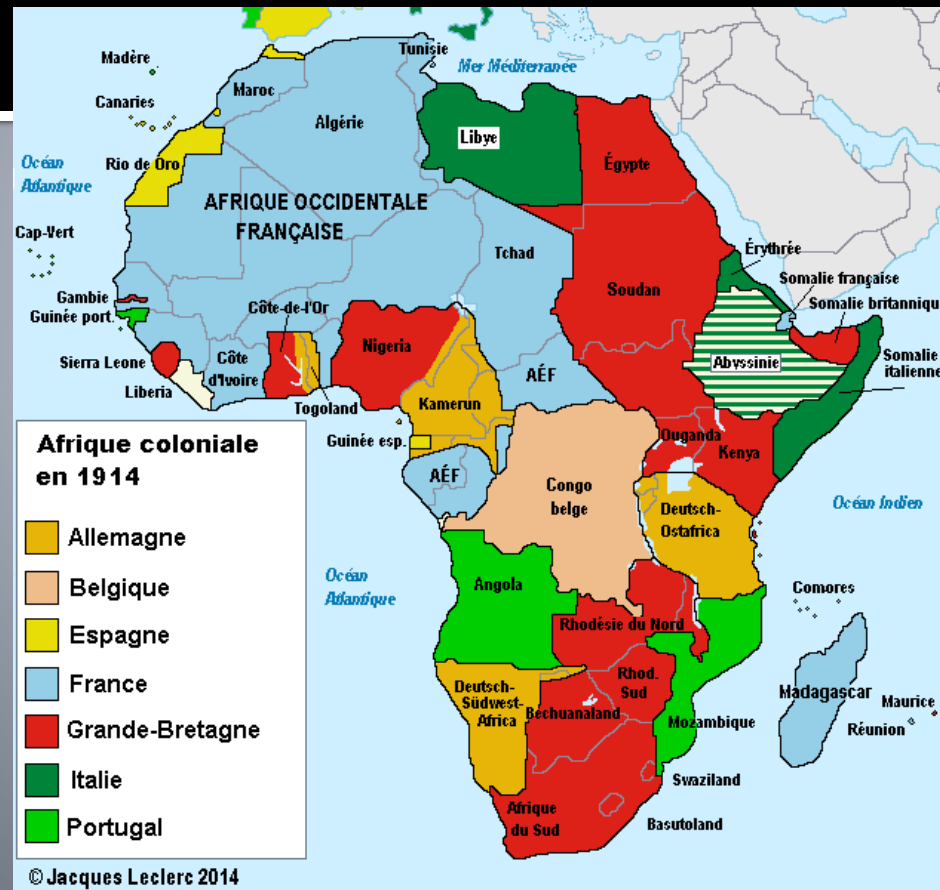 Madère
Tunisie
Mer Méditerranée
Canaries
Maroc
Algérie
Libye
Égypte
Océan
Atlantique
Rio de Oro
AFRIQUE OCCIDENTALE
FRANÇAISE
Cap-Vert
Tchad
Érythrée
Somalie française
Soudan
Somalie britanniqu
Gambie
Guinée port.
Côte-de-l'Or
Nigeria
Sierra Leone
Côte
d'Ivoire
Liberia
Togoland
Abyssinie
Somalie
italienne
AÉF
Kamerun
Guinée esp.
Ouganda
Kenya
AÉF
Congo
belge
Deutsch-
Ostafrica
Océan Indien
Océan
Atlantique
Angola
Comores
Rhodésie du Nord
Deutsch-
Südwest-
Africa
Rhod.
Sud
Bechuanaland
Mozambique
Madagascar
Maurice
Réunion
Swaziland
Afrique
du Sud
Basutoland
Afrique coloniale
en 1914
Allemagne
Belgique
Espagne
France
Grande-Bretagne
Italie
Portugal
© Jacques Leclerc 2014